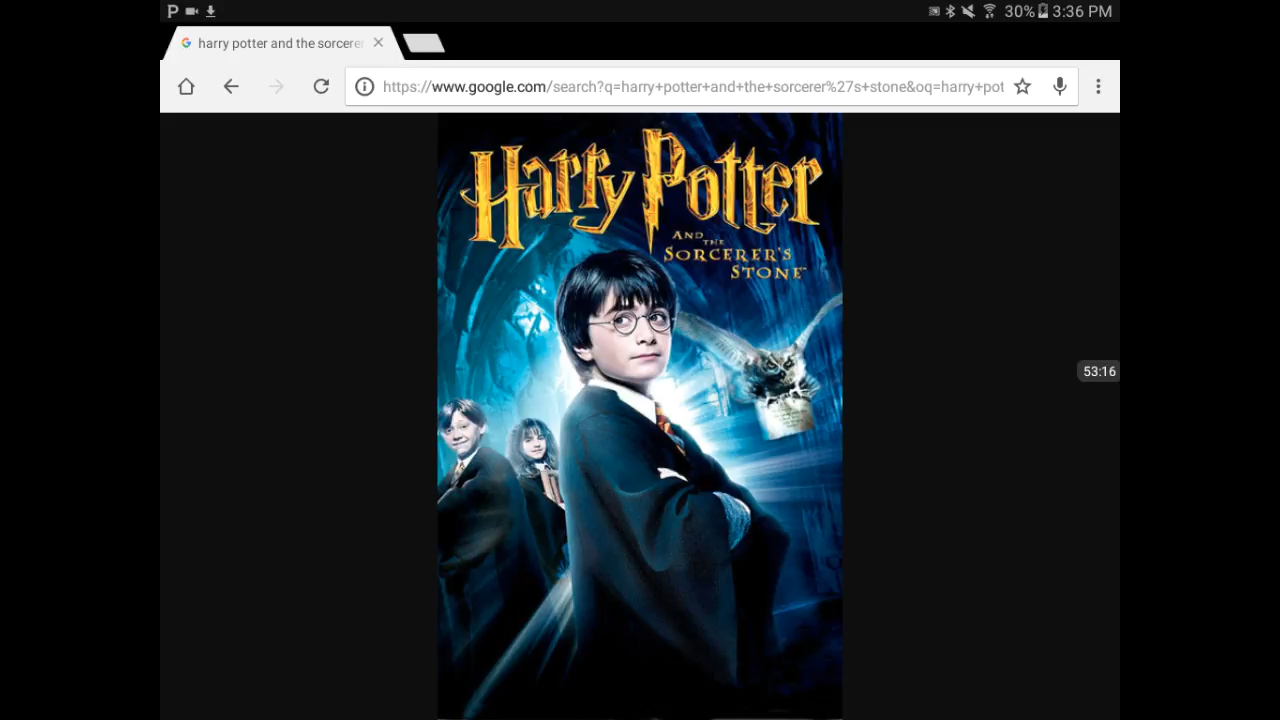 30% 3:36 PM
harry potter and the sorcerer
https://www.google.com/search?q=harry+potter+and+the+sorcerer%27s+stone&oq=harry+pot
Harry Potter
AND THE
SORCERER'S
STONE™
53:16